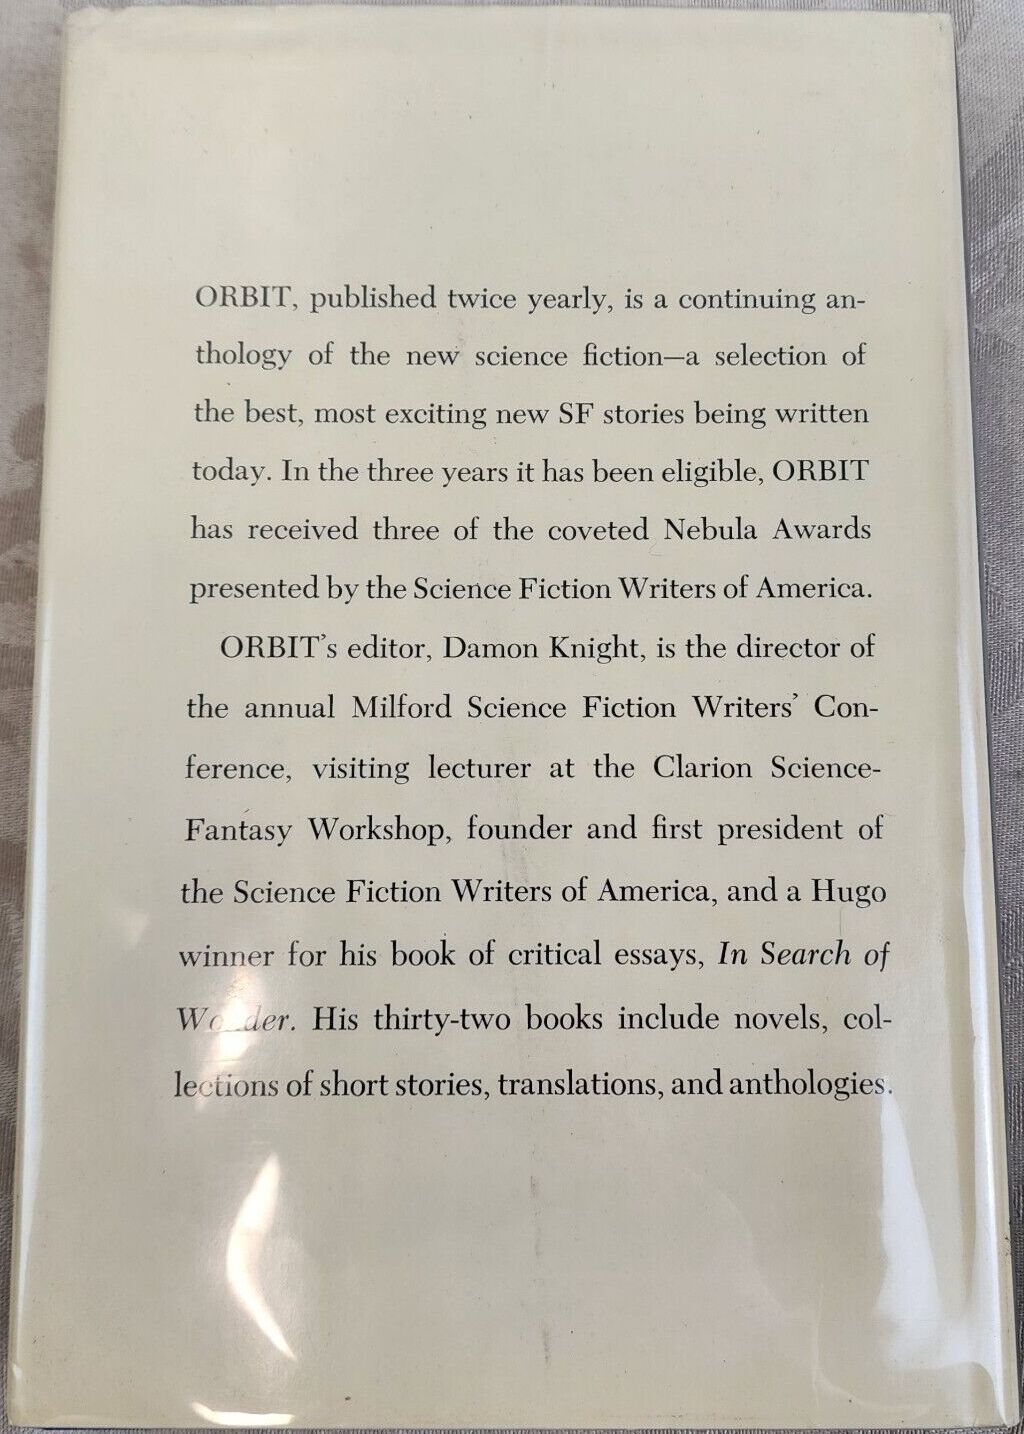 ORBIT, published twice yearly, is a continuing an-
thology of the new science fiction—a selection of
the best, most exciting new SF stories being written
today. In the three years it has been eligible, ORBIT
has received three of the coveted Nebula Awards
presented by the Science Fiction Writers of America.
ORBIT's editor, Damon Knight, is the director of
the annual Milford Science Fiction Writers' Con-
ference, visiting lecturer at the Clarion Science-
Fantasy Workshop, founder and first president of
the Science Fiction Writers of America, and a Hugo
winner for his book of critical essays, In Search of
Wonder. His thirty-two books include novels, col-
lections of short stories, translations, and anthologies.